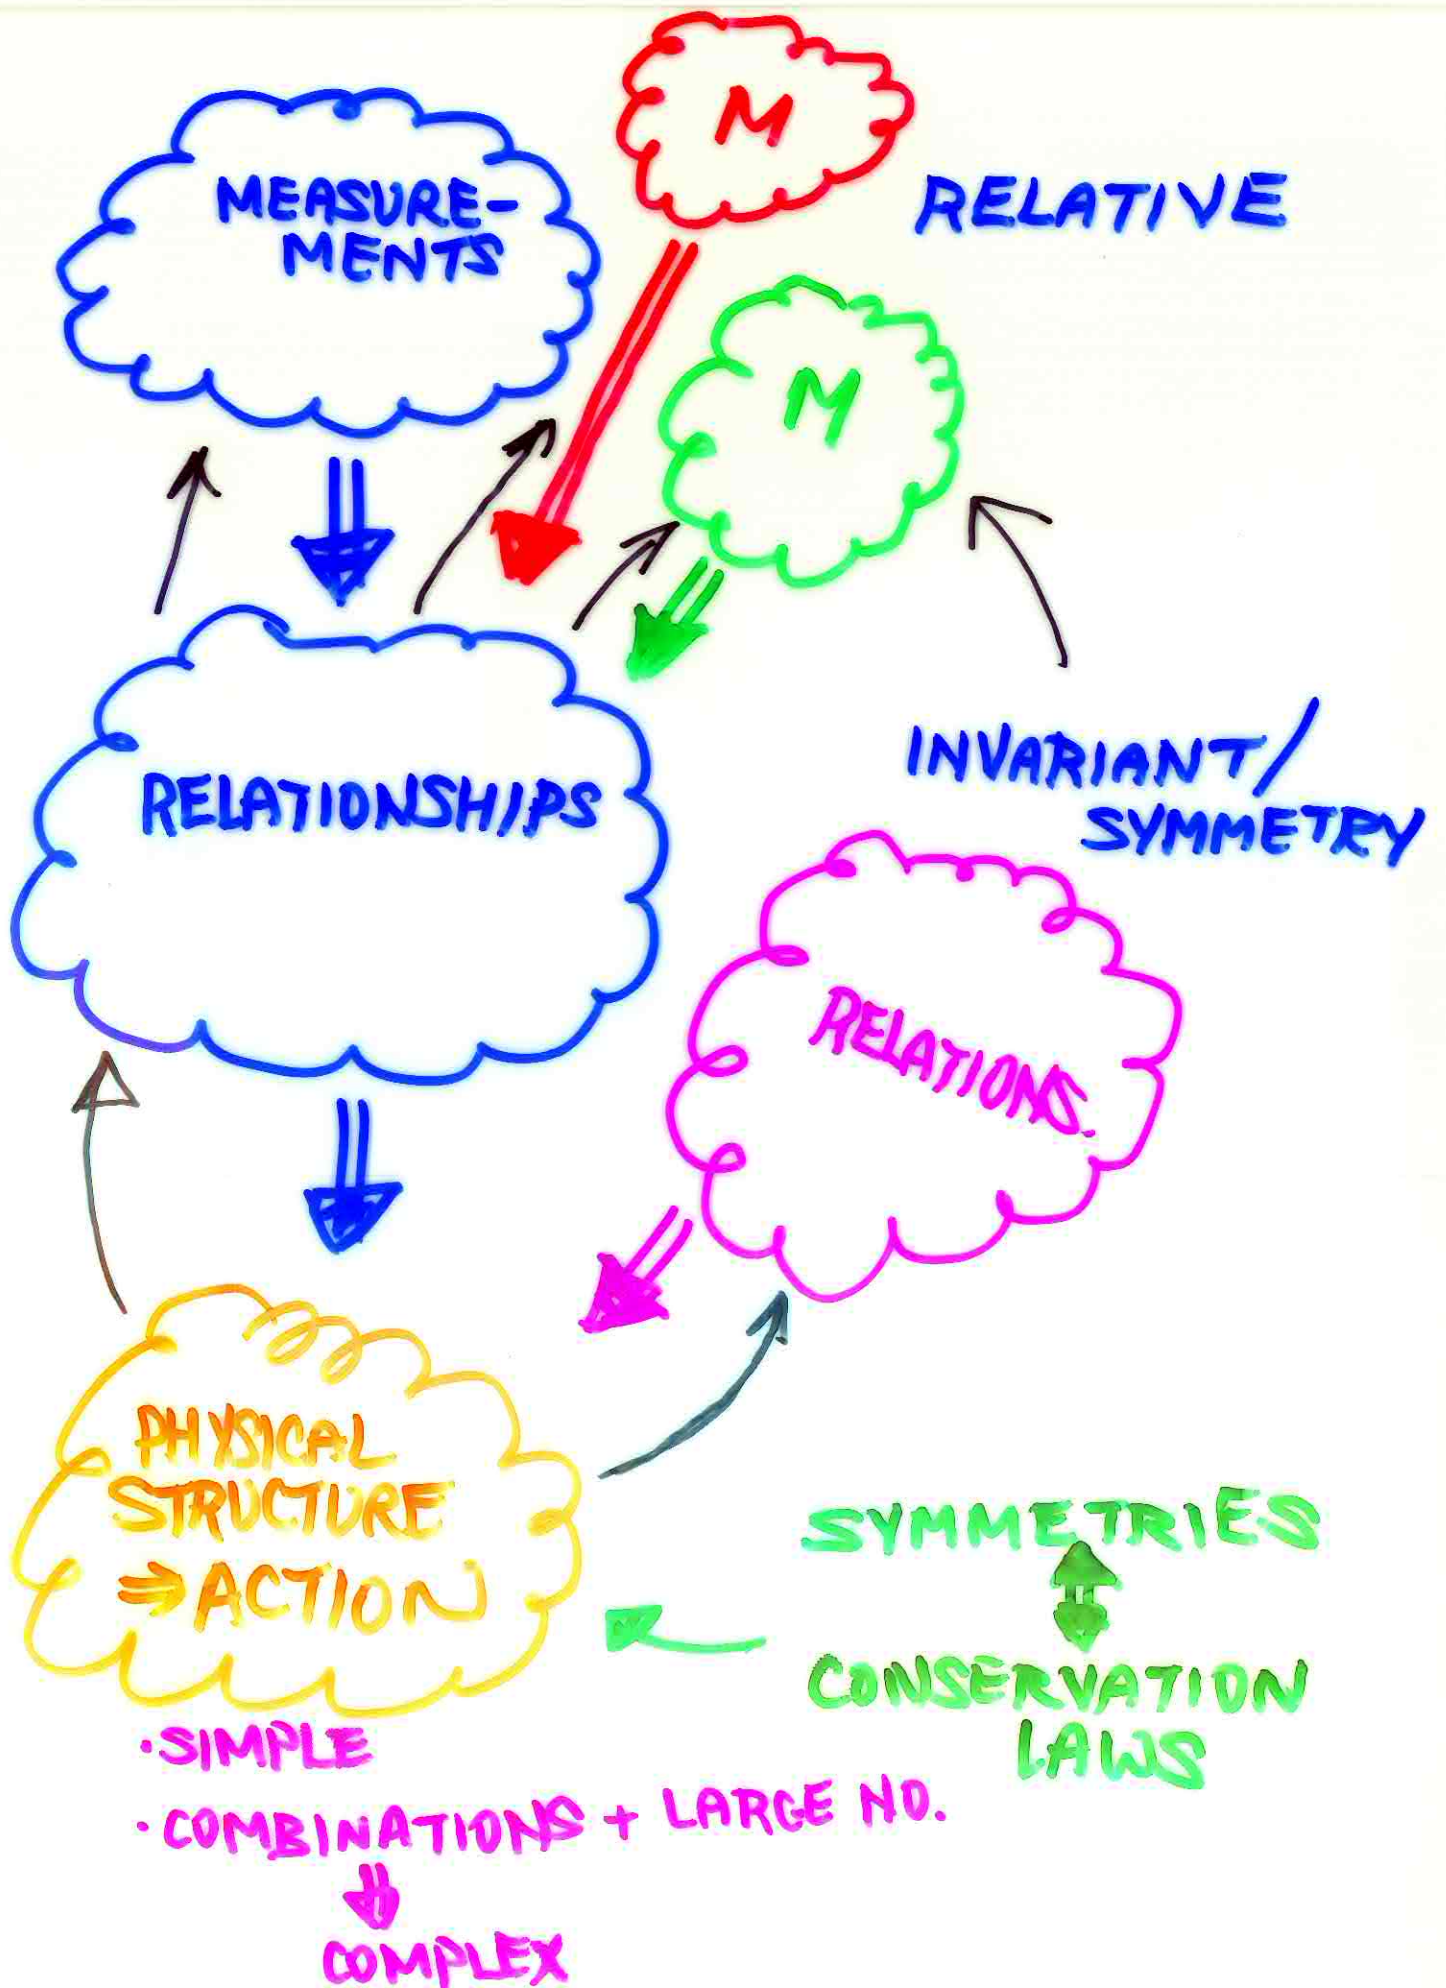 M
MEASURE-
MENTS
RELATIVE
M
RELATIONSHIPS
INVARIANT/
SYMMETRY
RELATIONS.
PHYSICAL
STRUCTURE
⇒ ACTION
SYMMETRIES
CONSERVATION
LAWS
· SIMPLE
· COMBINATIONS + LARGE NO.
COMPLEX